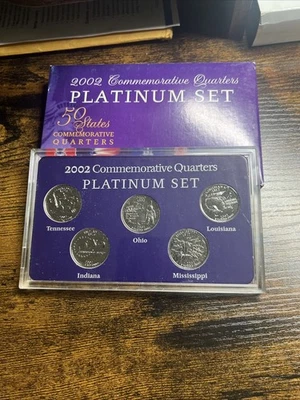 2002 Commemorative Quarters
PLATINUM SET
50 States
COMMEMORATIVE
QUARTERS
2002 Commemorative Quarters
PLATINUM SET
Tennessee
Ohio
Louisiana
Indiana
Mississippi